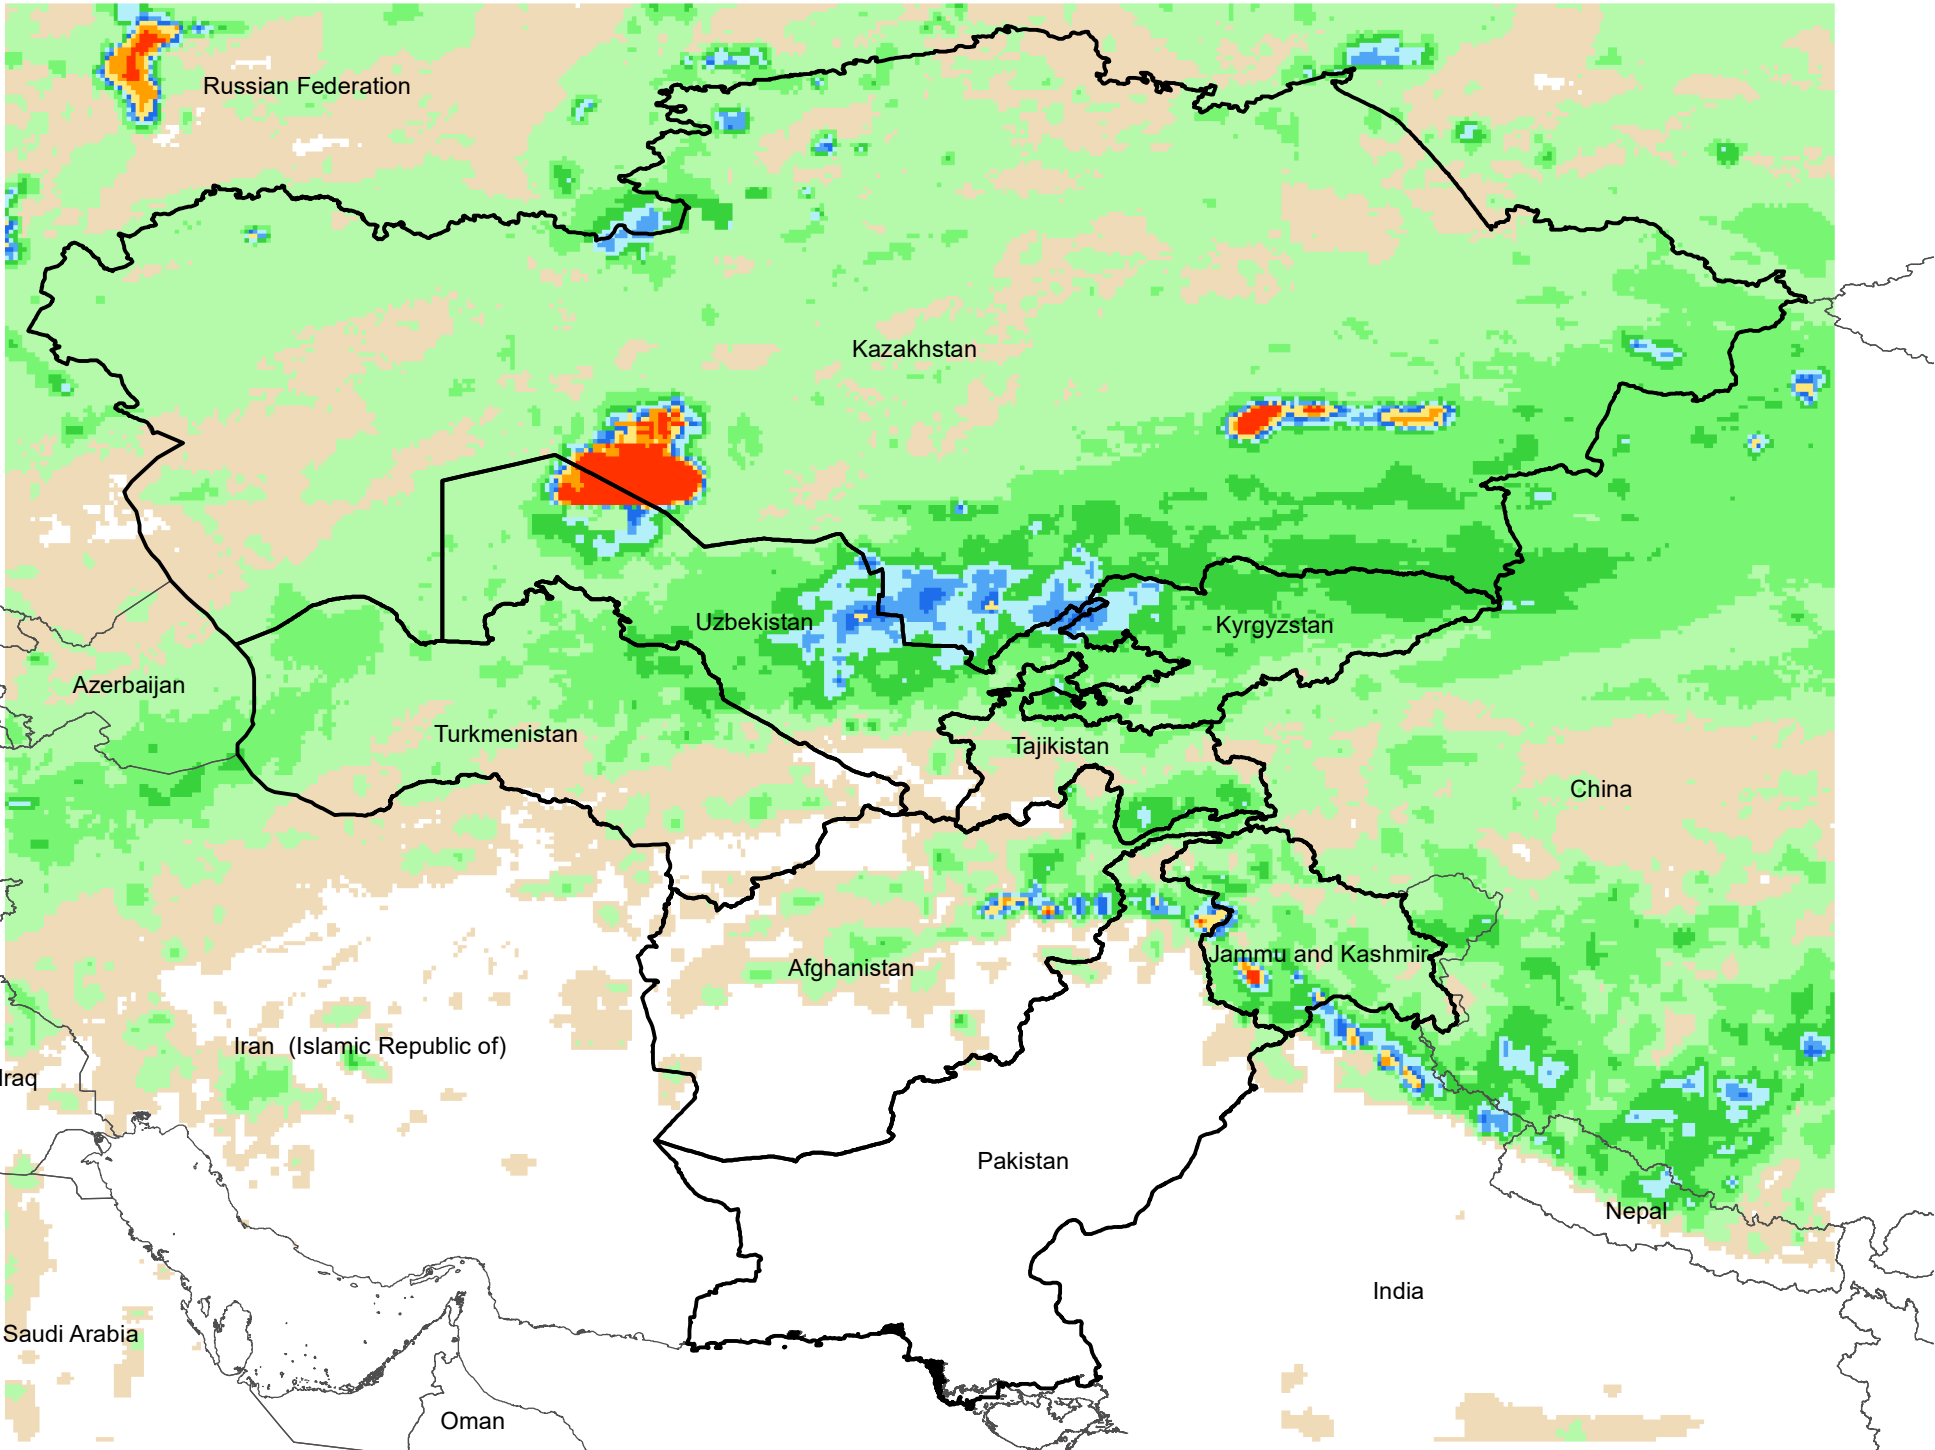 Russian Federation
Kazakhstan
Uzbekistan
Kyrgyzstan
Azerbaijan
Turkmenistan
Tajikistan
China
Jammu and Kashmir
Afghanistan
Iran  (Islamic Republic of)
Iraq
Pakistan
Nepal
India
Saudi Arabia
Oman